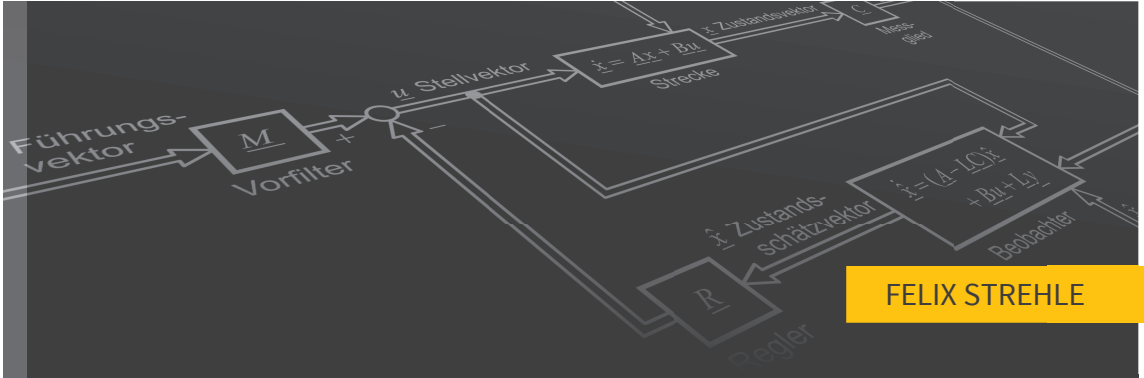 Führungs-
vektor
M
Vorfilter
+
−
u Stellvektor
ẋ = Ax + Bu
Strecke
x Zustandsvektor
C
Mess-
glied
x̂ = (A - LC)x̂
+ Bu + Ly
Beobachter
x̂ Zustands-
schätzvektor
R
Regler
FELIX STREHLE